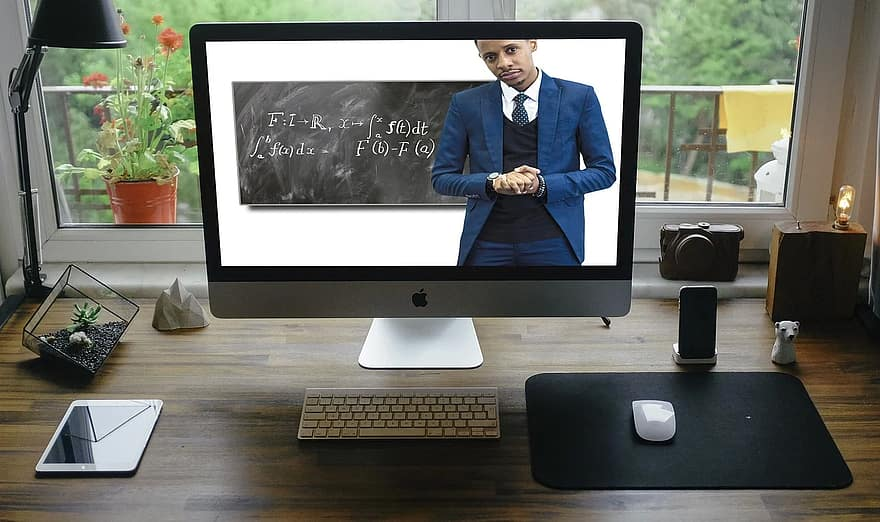 F:I→ℝ, x↦∫ₐˣ f(t)dt
∫ₐᵇ f(x)dx = F(b)-F(a)